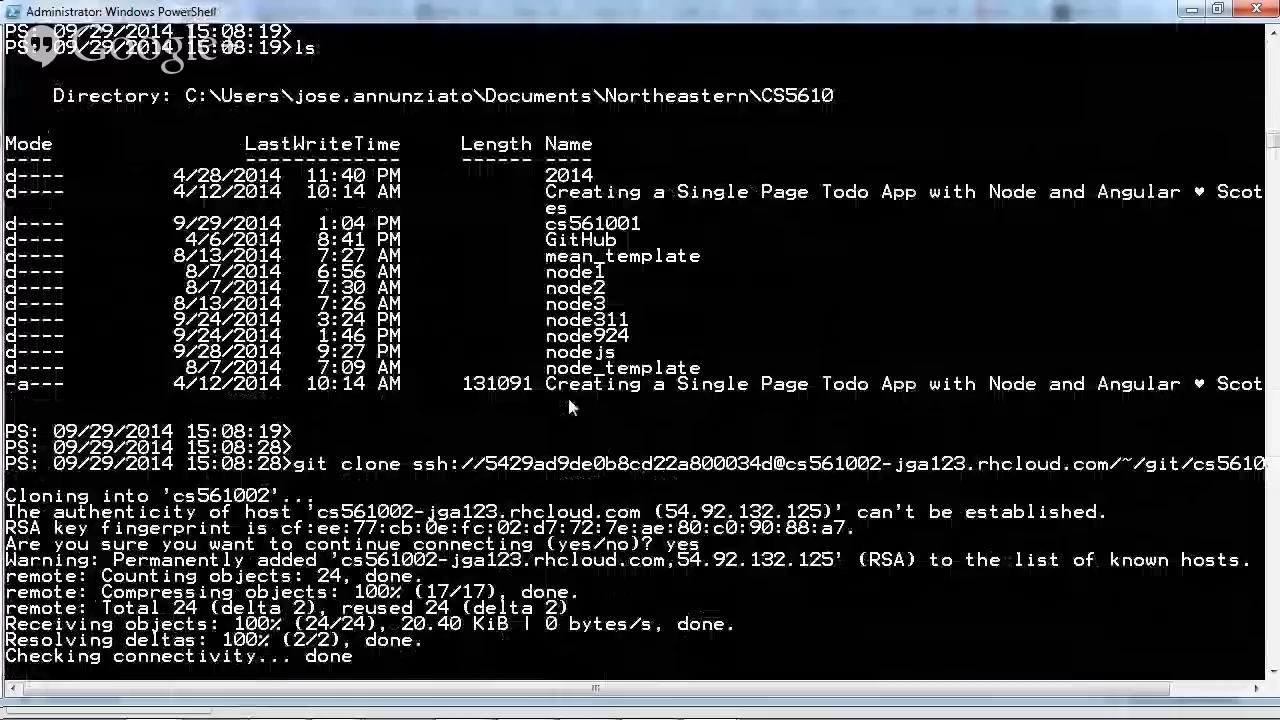 Administrator: Windows PowerShell
PS: 09/29/2014 15:08:19>
PS: 09/29/2014 15:08:19>ls
Google
Directory: C:\Users\jose.annunziato\Documents\Northeastern\CS5610
Mode LastWriteTime Length Name
---- ------------- ------ ----
d---- 4/28/2014 11:40 PM 2014
d---- 4/12/2014 10:14 AM Creating a Single Page Todo App with Node and Angular ♥ Scot
es
d---- 9/29/2014 1:04 PM cs561001
d---- 4/6/2014 8:41 PM GitHub
d---- 8/13/2014 7:27 AM mean_template
d---- 8/7/2014 6:56 AM node1
d---- 8/7/2014 7:30 AM node2
d---- 8/13/2014 7:26 AM node3
d---- 9/24/2014 3:24 PM node311
d---- 9/24/2014 1:46 PM node924
d---- 9/28/2014 9:27 PM nodejs
d---- 8/7/2014 7:09 AM node_template
-a--- 4/12/2014 10:14 AM 131091 Creating a Single Page Todo App with Node and Angular ♥ Scot
PS: 09/29/2014 15:08:19>
PS: 09/29/2014 15:08:28>
PS: 09/29/2014 15:08:28>git clone ssh://5429ad9de0b8cd22a800034d@cs561002-jga123.rhcloud.com/~/git/cs5610
Cloning into 'cs561002'...
The authenticity of host 'cs561002-jga123.rhcloud.com (54.92.132.125)' can't be established.
RSA key fingerprint is cf:ee:77:cb:0e:fc:02:d7:72:7e:ae:80:c0:90:88:a7.
Are you sure you want to continue connecting (yes/no)? yes
Warning: Permanently added 'cs561002-jga123.rhcloud.com,54.92.132.125' (RSA) to the list of known hosts.
remote: Counting objects: 24, done.
remote: Compressing objects: 100% (17/17), done.
remote: Total 24 (delta 2), reused 24 (delta 2)
Receiving objects: 100% (24/24), 20.40 KiB | 0 bytes/s, done.
Resolving deltas: 100% (2/2), done.
Checking connectivity... done